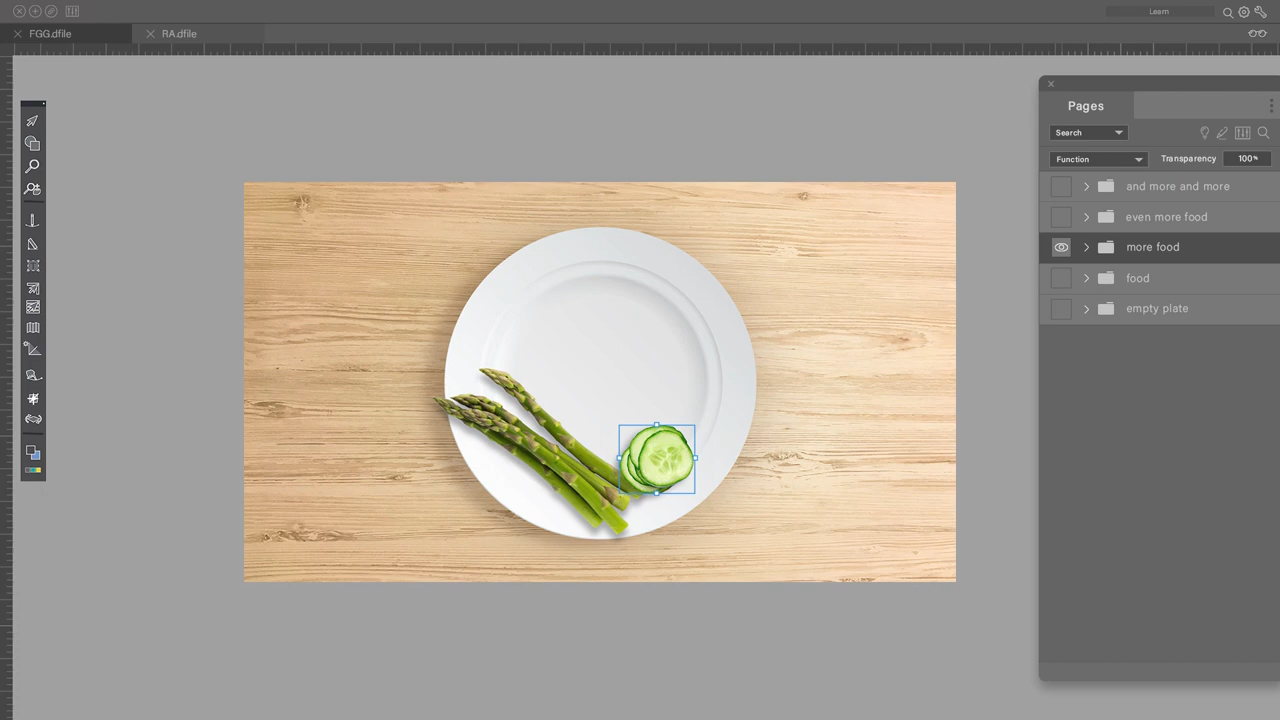 Learn
FGG.dfile
RA.dfile
Pages
Search
Function
Transparency
100%
and more and more
even more food
more food
food
empty plate